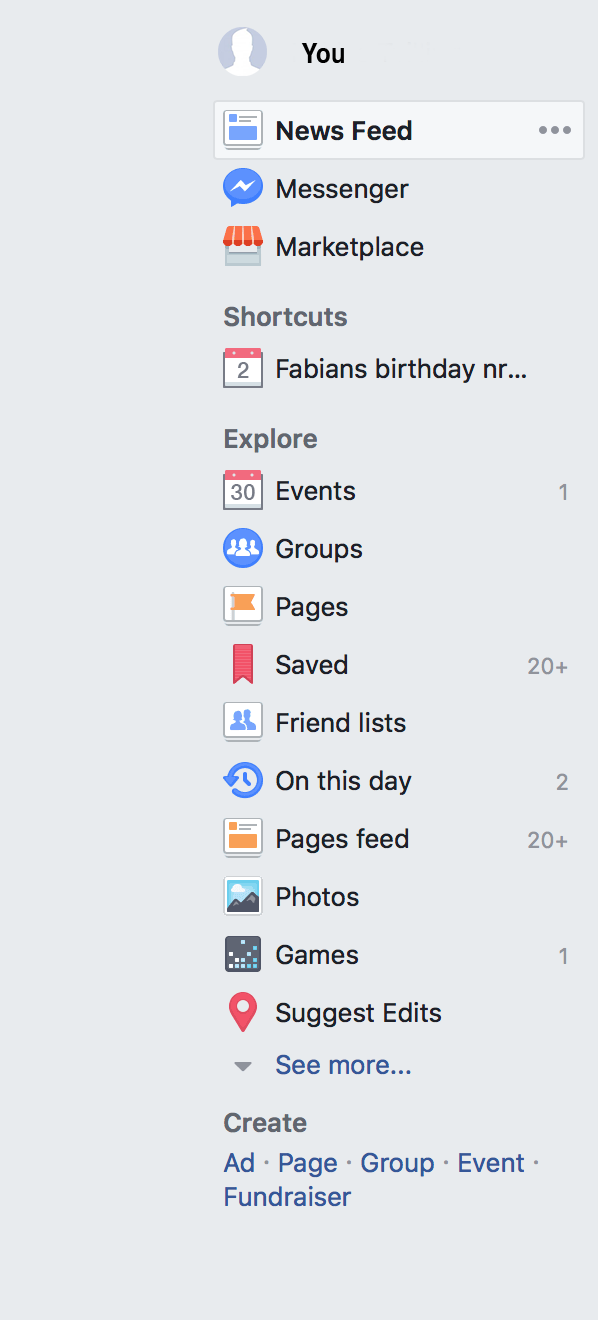 You
News Feed
Messenger
Marketplace
Shortcuts
2 Fabians birthday nr...
Explore
30 Events 1
Groups
Pages
Saved 20+
Friend lists
On this day 2
Pages feed 20+
Photos
Games 1
Suggest Edits
See more...
Create
Ad · Page · Group · Event ·
Fundraiser